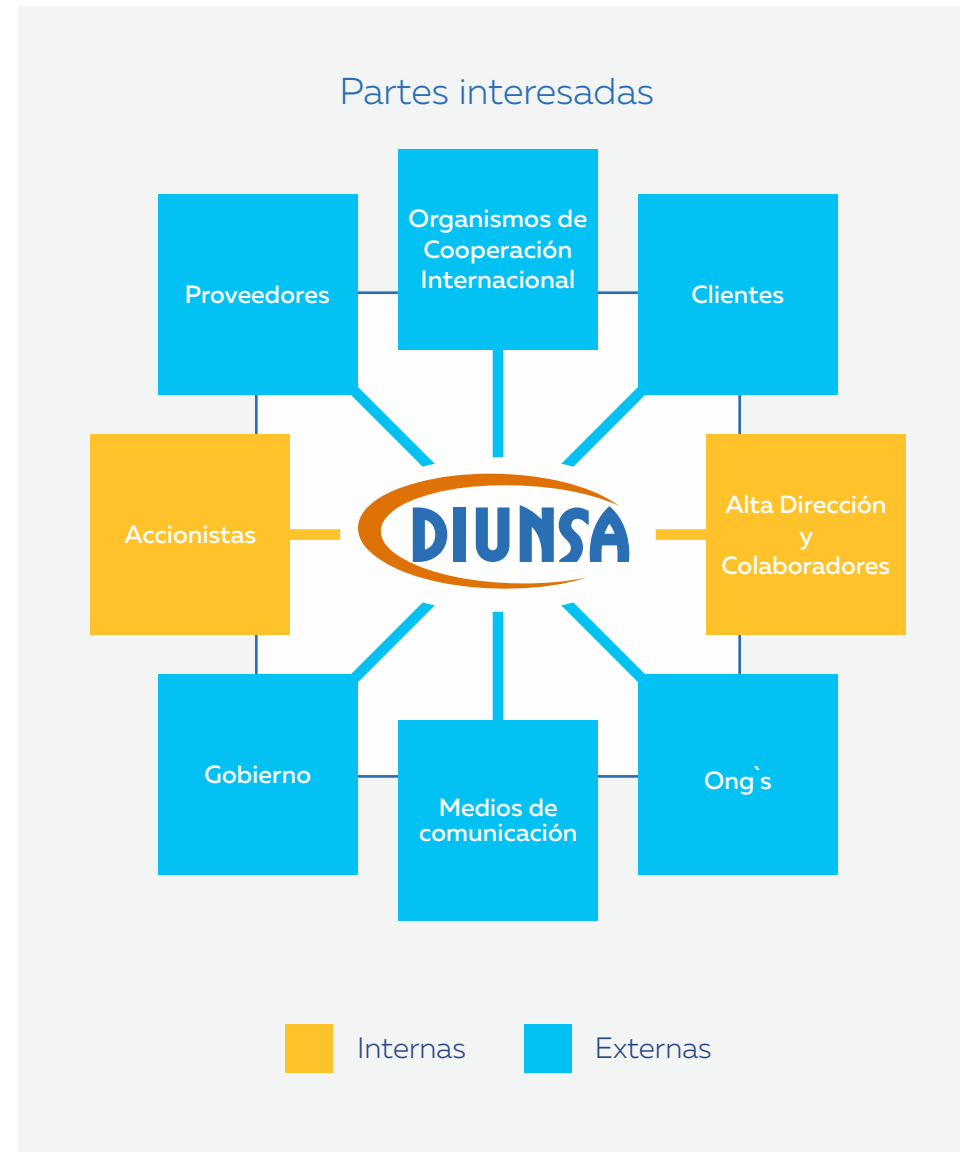 Partes interesadas
Organismos de
Cooperación
Internacional
Proveedores
Clientes
Accionistas
DIUNSA
Alta Dirección
y
Colaboradores
Gobierno
Medios de
comunicación
Ong`s
Internas
Externas